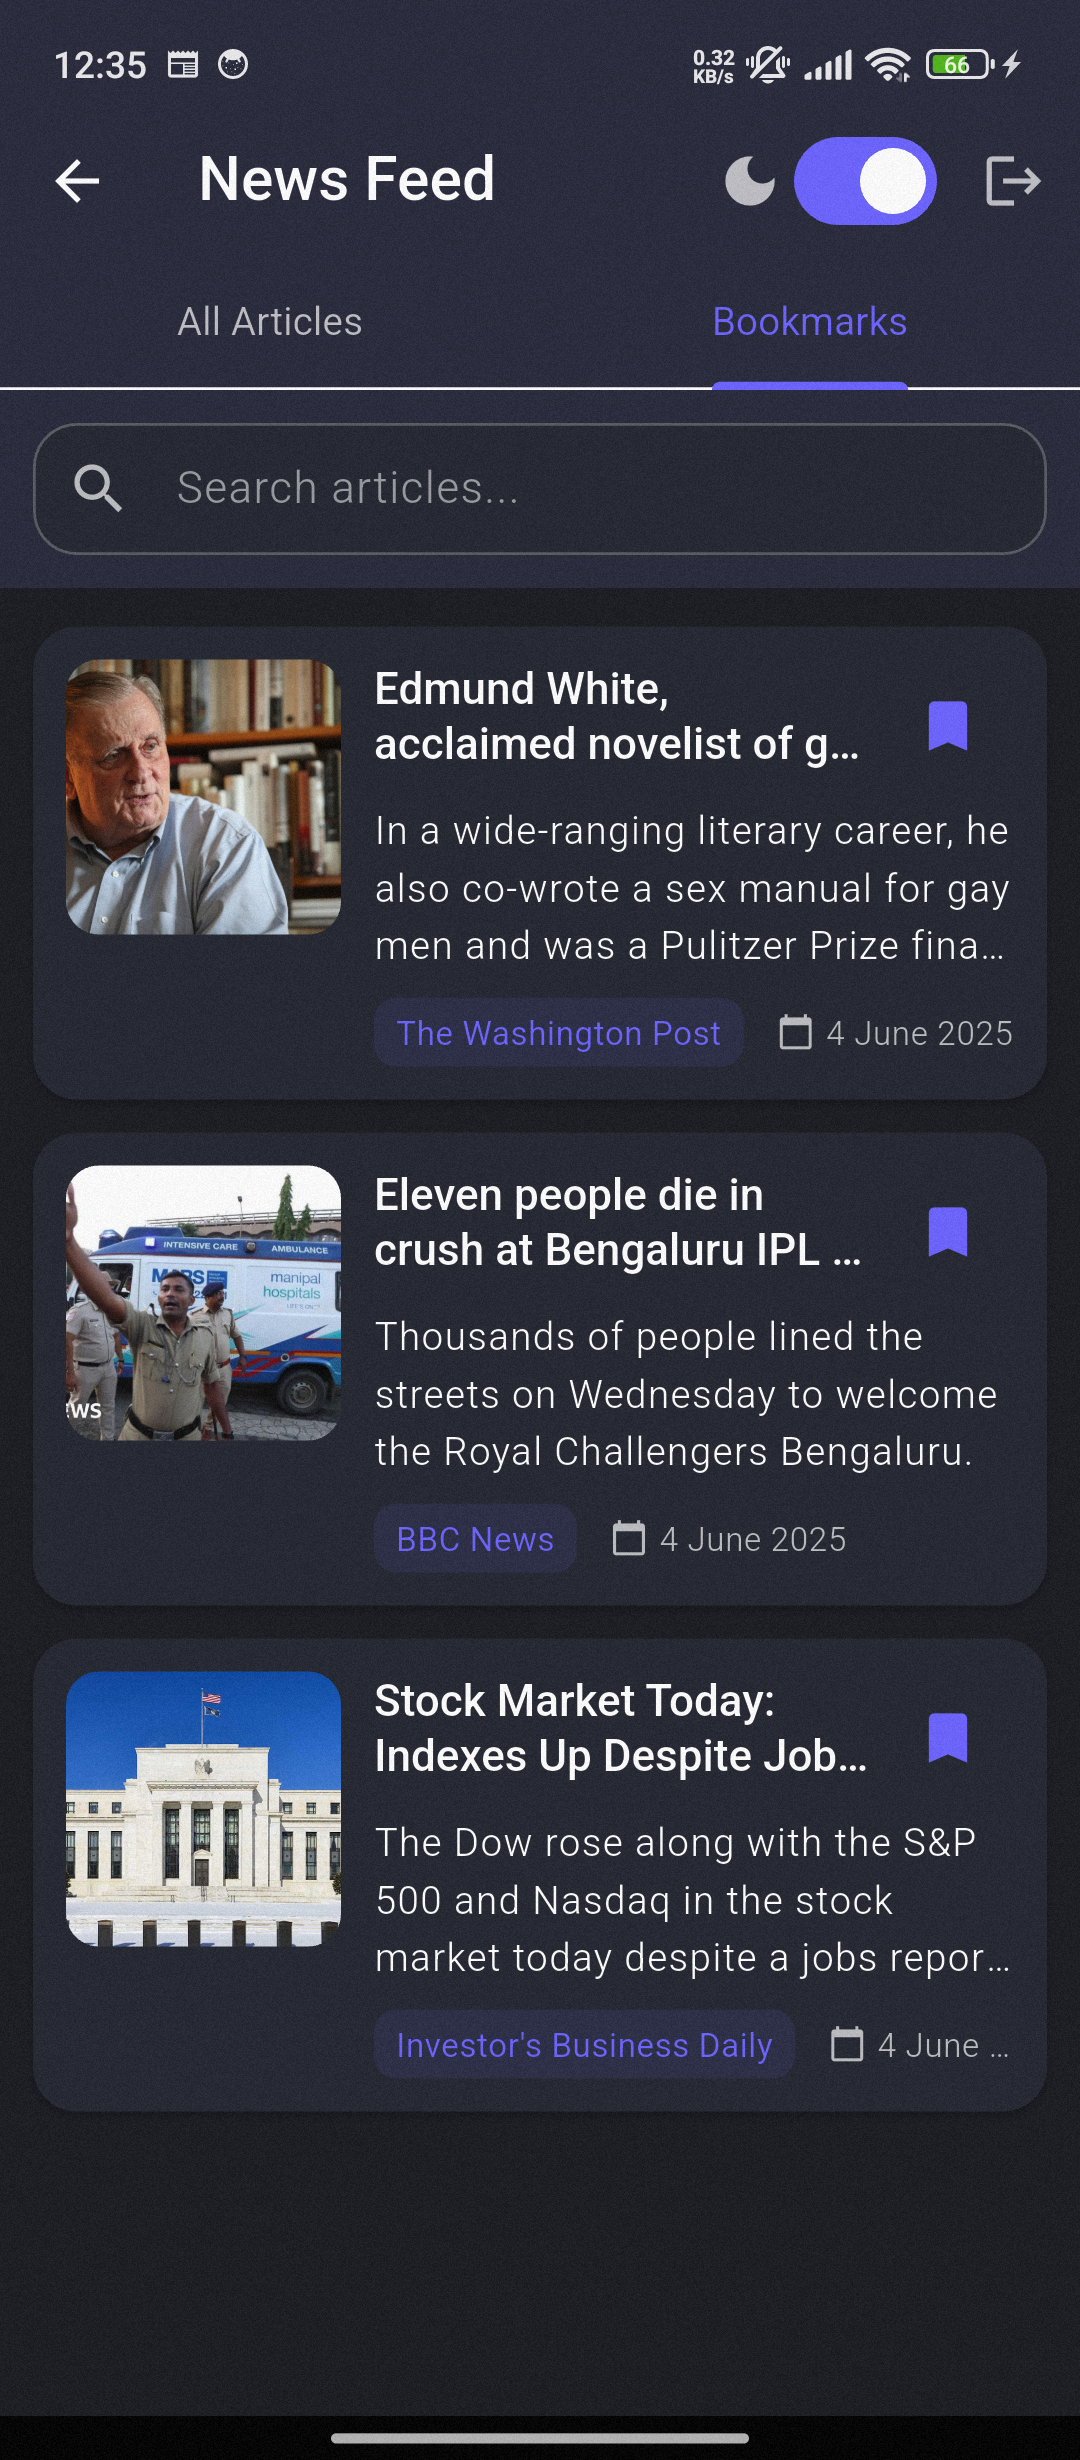 12:35
0.32
KB/s
66
News Feed
All Articles
Bookmarks
Search articles...
Edmund White,
acclaimed novelist of g...
In a wide-ranging literary career, he
also co-wrote a sex manual for gay
men and was a Pulitzer Prize fina...
The Washington Post
4 June 2025
INTENSIVE CARE
AMBULANCE
manipal
hospitals
EWS
Eleven people die in
crush at Bengaluru IPL ...
Thousands of people lined the
streets on Wednesday to welcome
the Royal Challengers Bengaluru.
BBC News
4 June 2025
Stock Market Today:
Indexes Up Despite Job...
The Dow rose along with the S&P
500 and Nasdaq in the stock
market today despite a jobs repor...
Investor's Business Daily
4 June ...